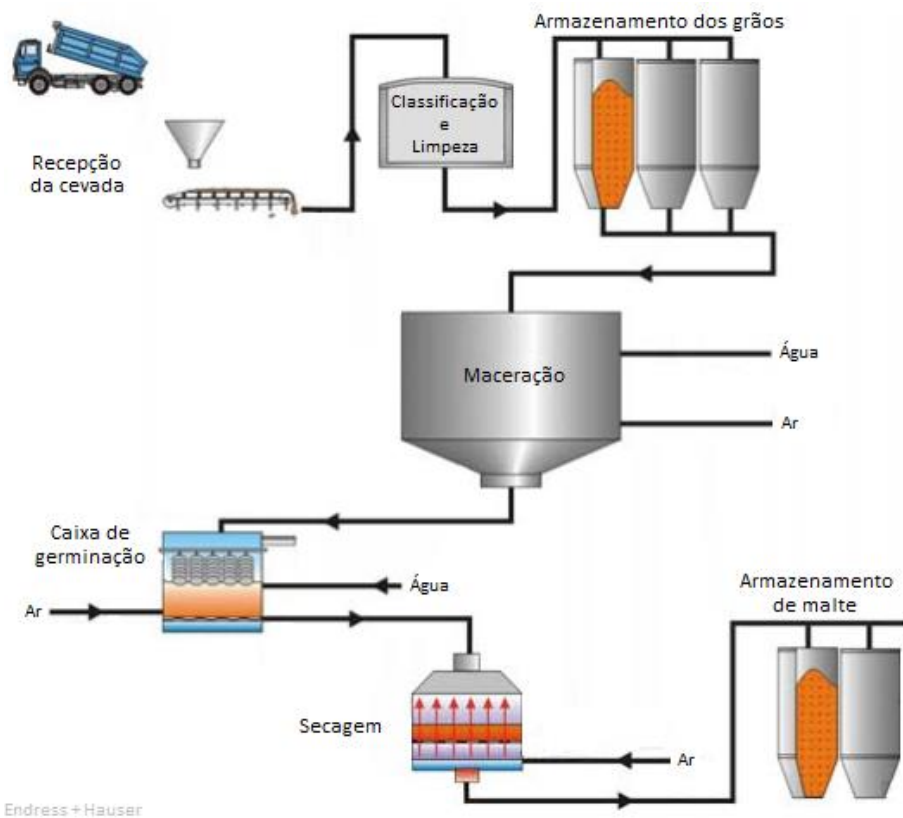 Armazenamento dos grãos
Classificação
e
Limpeza
Recepção
da cevada
Maceração
Água
Ar
Caixa de
germinação
Água
Ar
Armazenamento
de malte
Secagem
Ar
Endress+Hauser